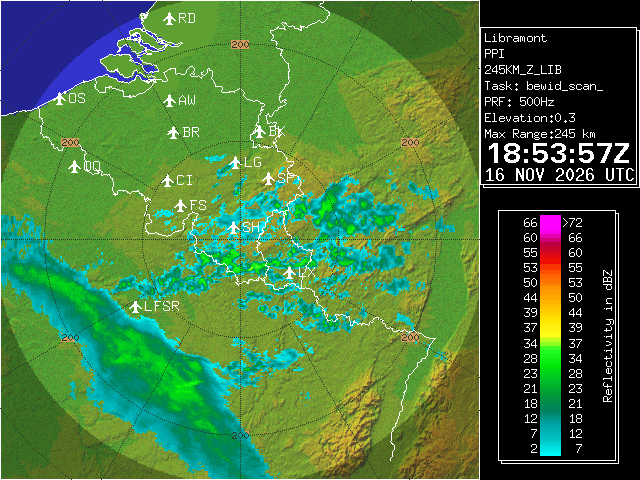 RD
200
OS
AW
BR
BK
200
200
QQ
LG
CI
SP
FS
SH
LX
LFSR
200
200
200
Libramont
PPI
245KM_Z_LIB
Task: bewid_scan_
PRF: 500Hz
Elevation:0.3
Max Range:245 km
18:53:57Z
16 NOV 2026 UTC
66 >72
60 66
55 60
53 55
50 53
44 50
39 44
37 39
34 37
28 34
23 28
21 23
18 21
12 18
7 12
2 7
Reflectivity in dBZ